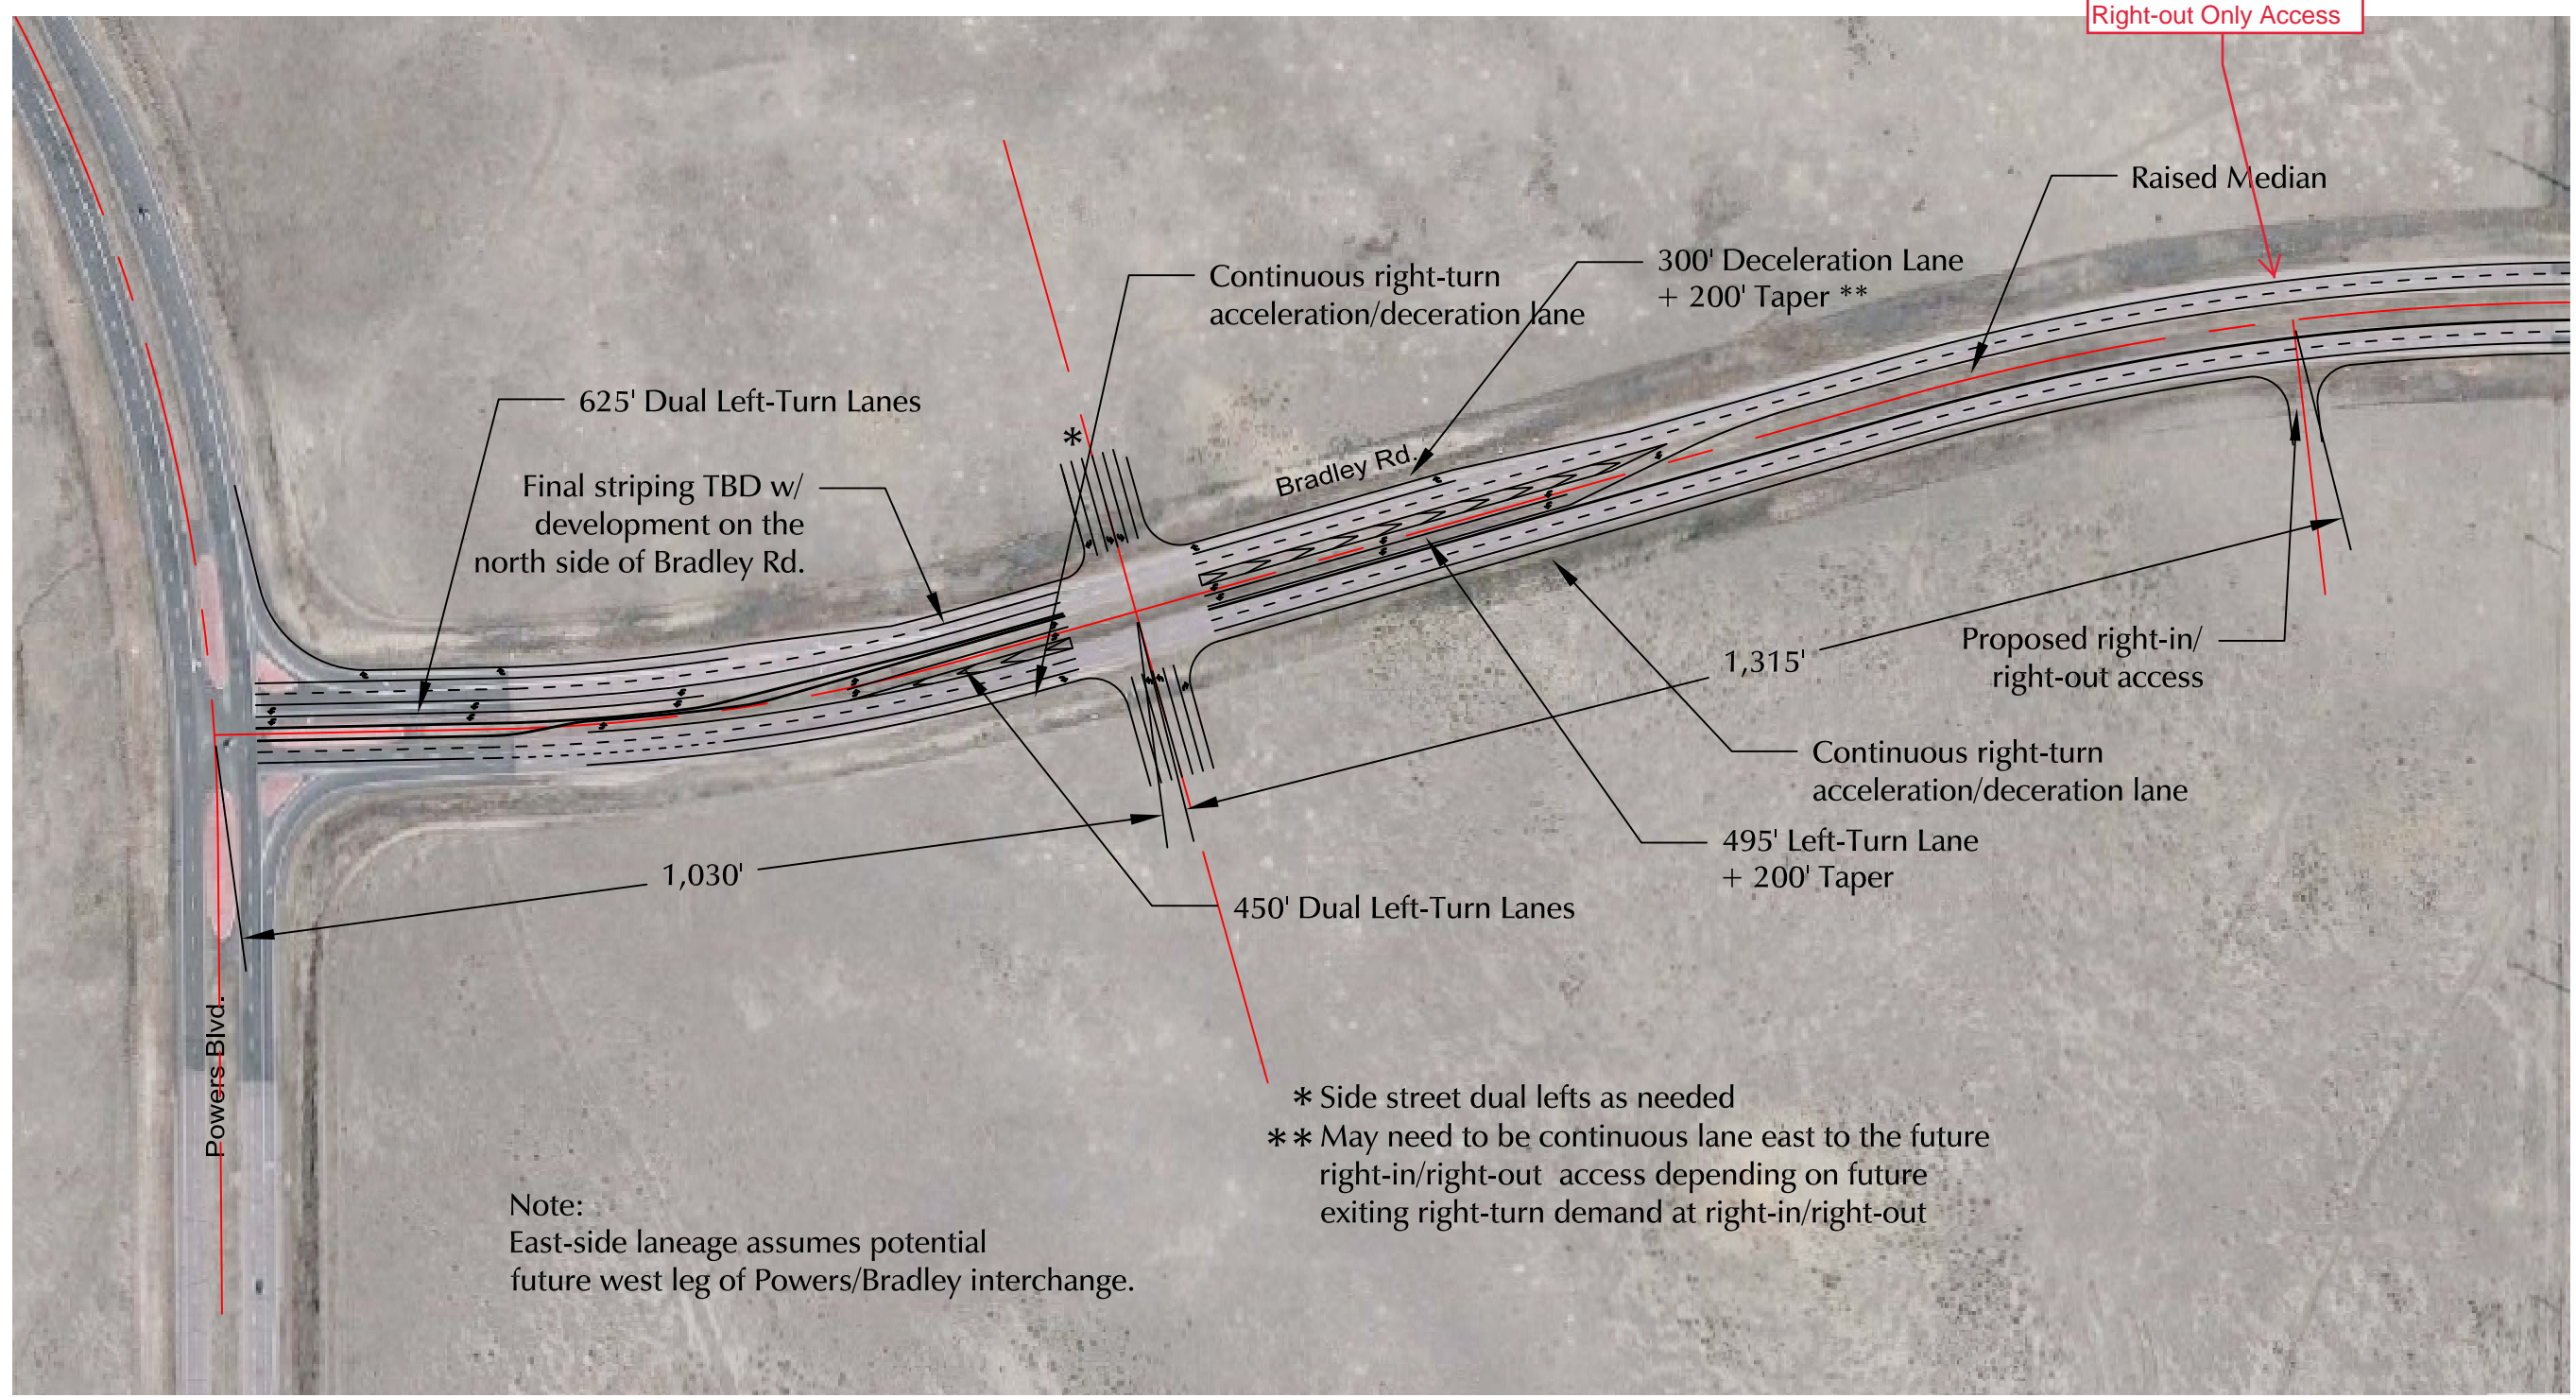 Right-out Only Access
Raised Median
300' Deceleration Lane
+ 200' Taper **
Continuous right-turn
acceleration/deceration lane
625' Dual Left-Turn Lanes
*
Bradley Rd.
Final striping TBD w/
development on the
north side of Bradley Rd.
Proposed right-in/
right-out access
1,315'
Continuous right-turn
acceleration/deceration lane
495' Left-Turn Lane
+ 200' Taper
1,030'
450' Dual Left-Turn Lanes
Powers Blvd.
* Side street dual lefts as needed
** May need to be continuous lane east to the future
right-in/right-out access depending on future
exiting right-turn demand at right-in/right-out
Note:
East-side laneage assumes potential
future west leg of Powers/Bradley interchange.